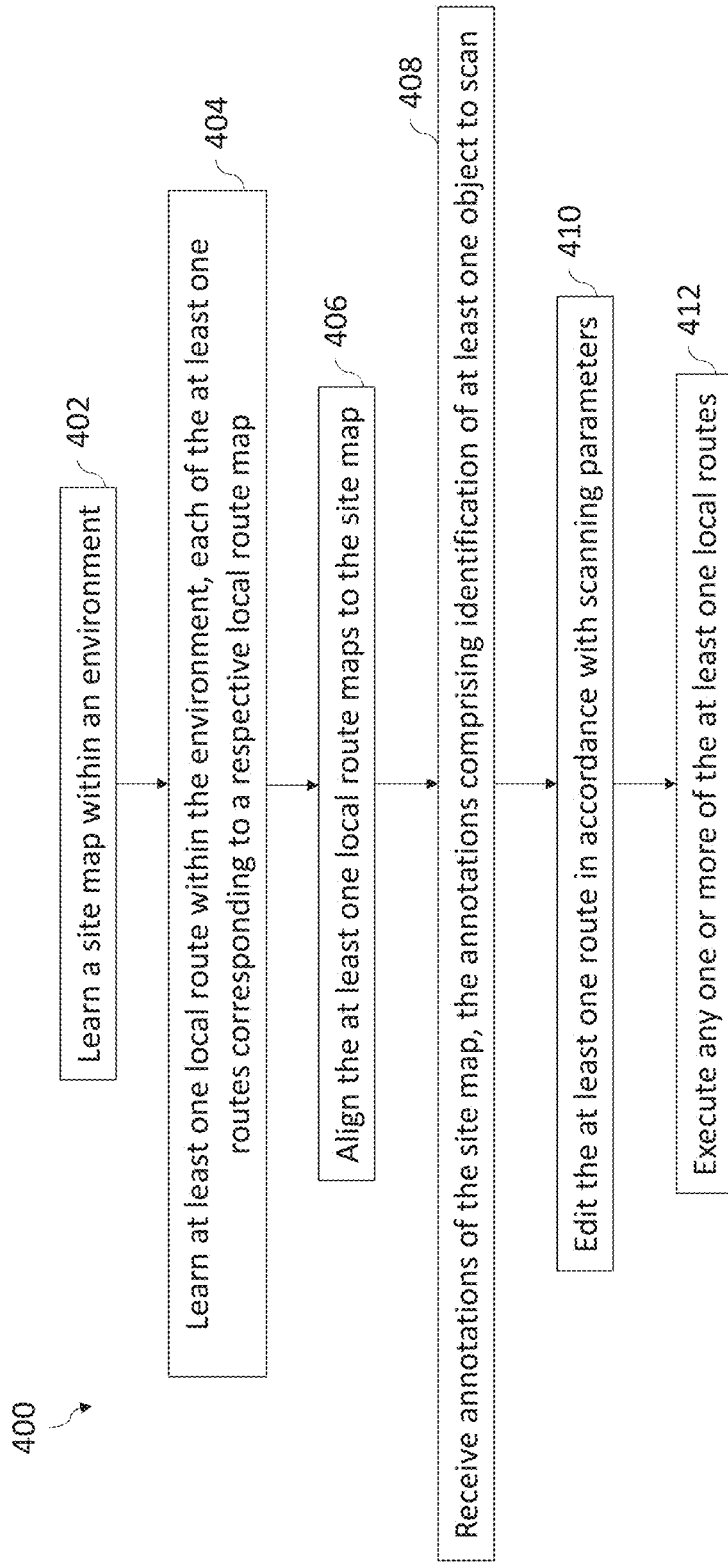 400
Learn a site map within an environment
402
Learn at least one local route within the environment, each of the at least one
routes corresponding to a respective local route map
404
Align the at least one local route maps to the site map
406
Receive annotations of the site map, the annotations comprising identification of at least one object to scan
408
Edit the at least one route in accordance with scanning parameters
410
Execute any one or more of the at least one local routes
412